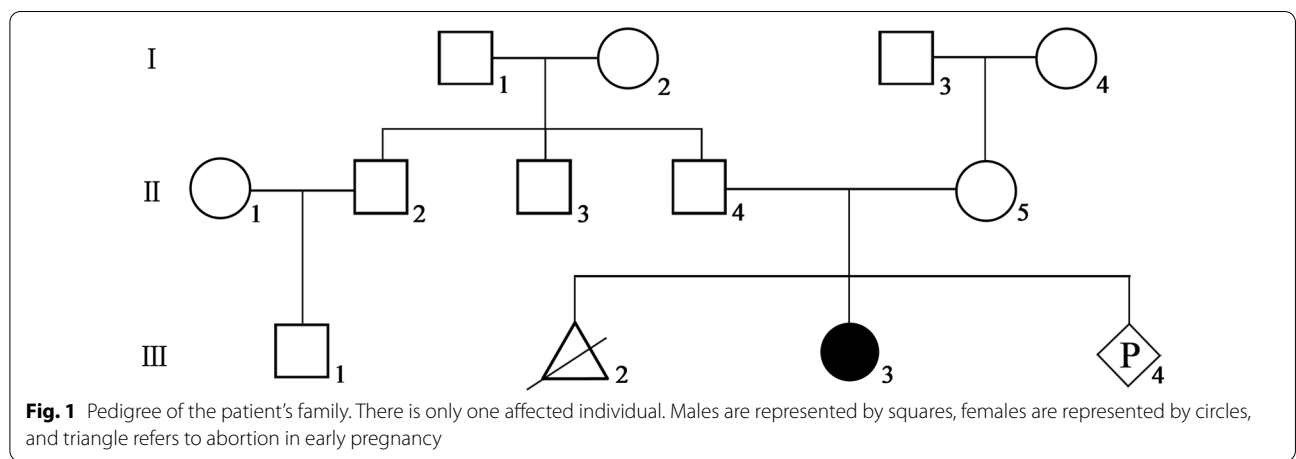 I
1
2
3
4
II
1
2
3
4
5
III
1
2
3
P
4
Fig. 1 Pedigree of the patient's family. There is only one affected individual. Males are represented by squares, females are represented by circles,
and triangle refers to abortion in early pregnancy